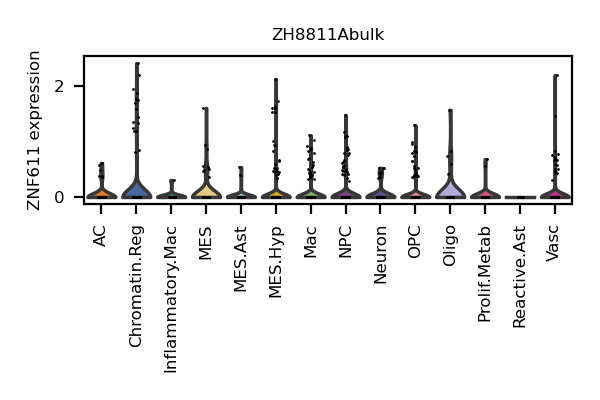 ZH8811Abulk
ZNF611 expression
2
0
AC
Chromatin.Reg
Inflammatory.Mac
MES
MES.Ast
MES.Hyp
Mac
NPC
Neuron
OPC
Oligo
Prolif.Metab
Reactive.Ast
Vasc